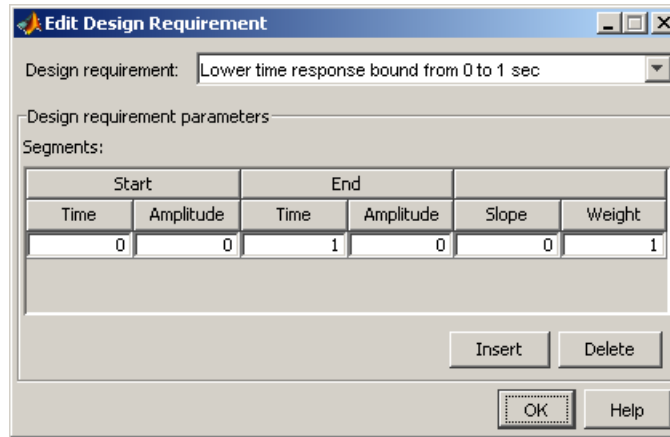 Edit Design Requirement
Design requirement: Lower time response bound from 0 to 1 sec
Design requirement parameters
Segments:
Start End
Time Amplitude Time Amplitude Slope Weight
0 0 1 0 0 1
Insert Delete
OK Help